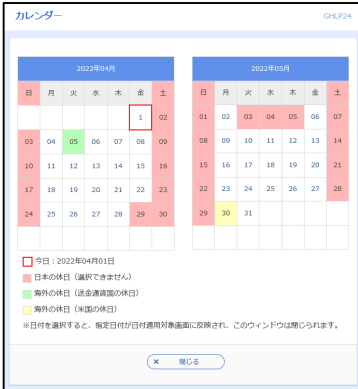 カレンダー GHLP24
2022年04月
日 月 火 水 木 金 土
1 02
03 04 05 06 07 08 09
10 11 12 13 14 15 16
17 18 19 20 21 22 23
24 25 26 27 28 29 30
2022年05月
日 月 火 水 木 金 土
01 02 03 04 05 06 07
08 09 10 11 12 13 14
15 16 17 18 19 20 21
22 23 24 25 26 27 28
29 30 31
今日：2022年04月01日
日本の休日（選択できません）
海外の休日（送金通貨国の休日）
海外の休日（米国の休日）
※日付を選択すると、指定日付が日付適用対象画面に反映され、このウィンドウは閉じられます。
× 閉じる